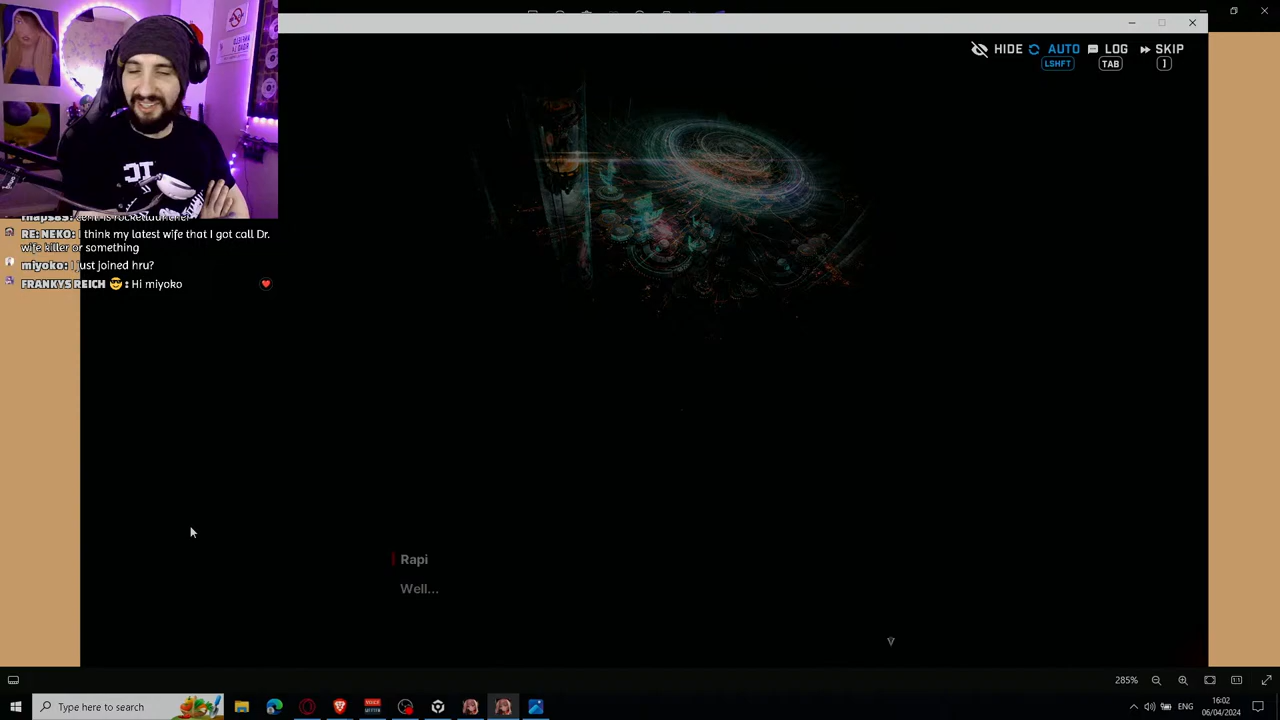 HIDE AUTO LOG SKIP
LSHFT TAB ]
RE: NEKO: I think my latest wife that I got call Dr.
wife killer or something
miyoko: I just joined hru?
FRANKYS REICH 😎 : Hi miyoko
Rapi
Well...
285%
Type here to search
VOICE
ENG
16:02
06/04/2024